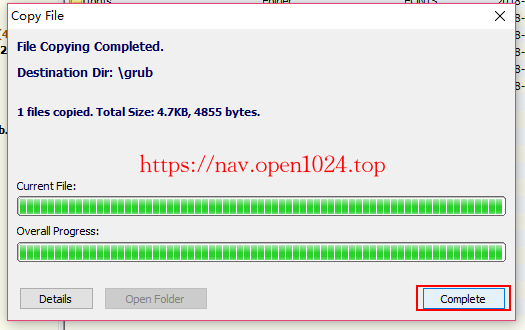 Copy File
File Copying Completed.
Destination Dir: \grub
1 files copied. Total Size: 4.7KB, 4855 bytes.
https://nav.open1024.top
Current File:
Overall Progress:
Details
Open Folder
Complete